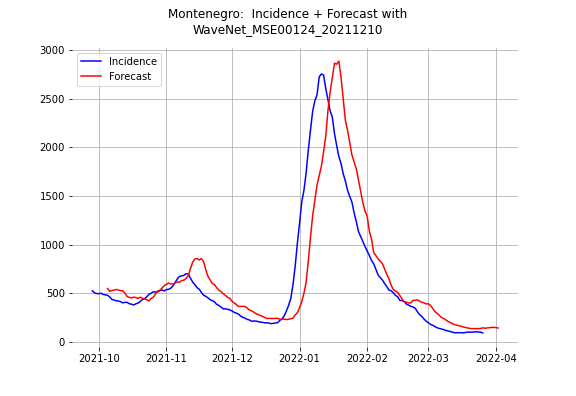 Montenegro:  Incidence + Forecast with
WaveNet_MSE00124_20211210
Incidence
Forecast
3000
2500
2000
1500
1000
500
0
2021-10 2021-11 2021-12 2022-01 2022-02 2022-03 2022-04